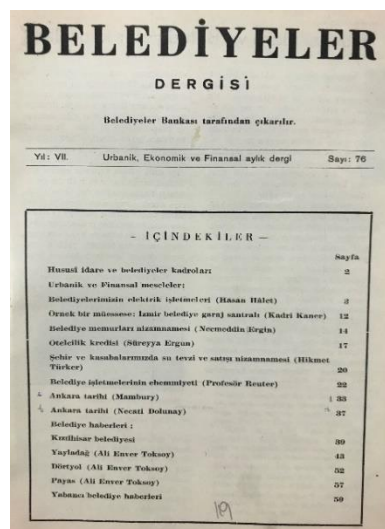 BELEDİYELER
DERGİSİ
Belediyeler Bankası tarafından çıkarılır.
Yıl: VII. Urbanik, Ekonomik ve Finansal aylık dergi Sayı: 76
– İÇİNDEKİLER —
Sayfa
Hususi idare ve belediyeler kadroları 2
Urbanik ve Finansal meseleler:
Belediyelerimizin elektrik işletmeleri (Hasan Hâlet) 3
Örnek bir müessese: İzmir belediye garaj santralı (Kadri Kaner) 12
Belediye memurları nizamnamesi (Necmeddin Ergin) 14
Otelcilik kredisi (Süreyya Ergun) 17
Şehir ve kasabalarımızda su tevzi ve satışı nizamnamesi (Hikmet
Türker) 20
Belediye işletmelerinin ehemmiyeti (Profesör Reuter) 22
Ankara tarihi (Mambury) 33
Ankara tarihi (Necati Dolunay) 37
Belediye haberleri :
Kızılhisar belediyesi 39
Yayladağ (Ali Enver Toksoy) 43
Dörtyol (Ali Enver Toksoy) 52
Payas (Ali Enver Toksoy) 57
Yabancı belediye haberleri 59
19